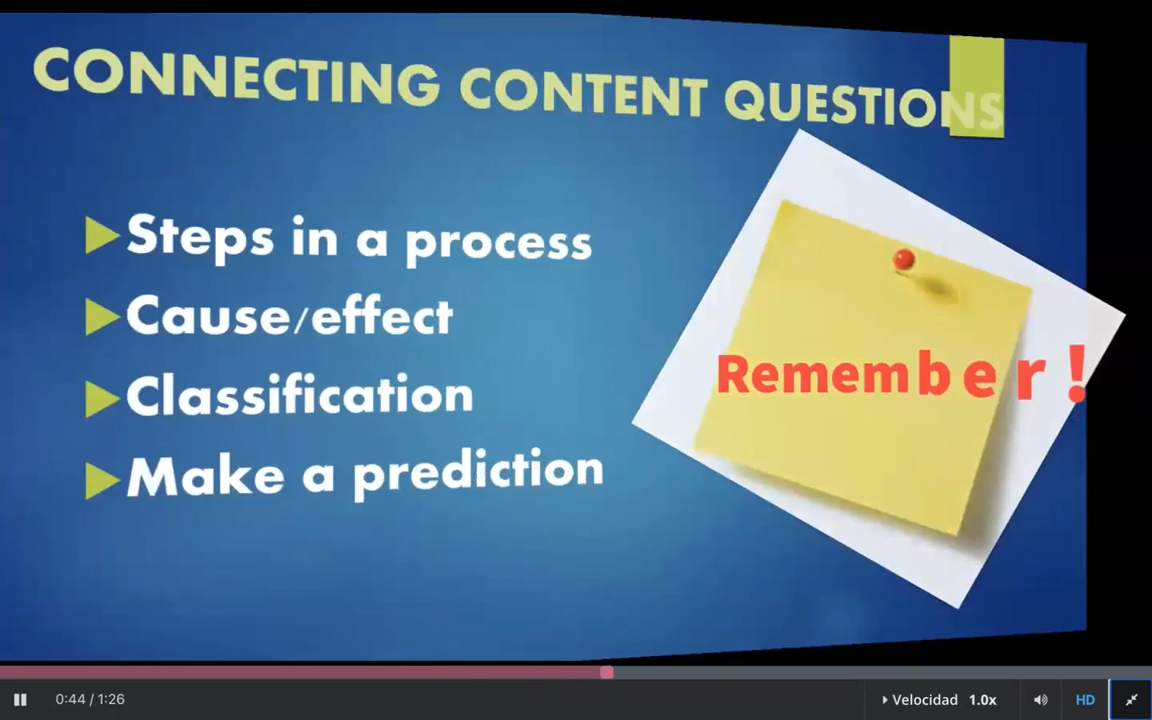 CONNECTING CONTENT QUESTIONS
Steps in a process
Cause/effect
Classification
Make a prediction
Remember!
0:44 / 1:26
Velocidad 1.0x
HD